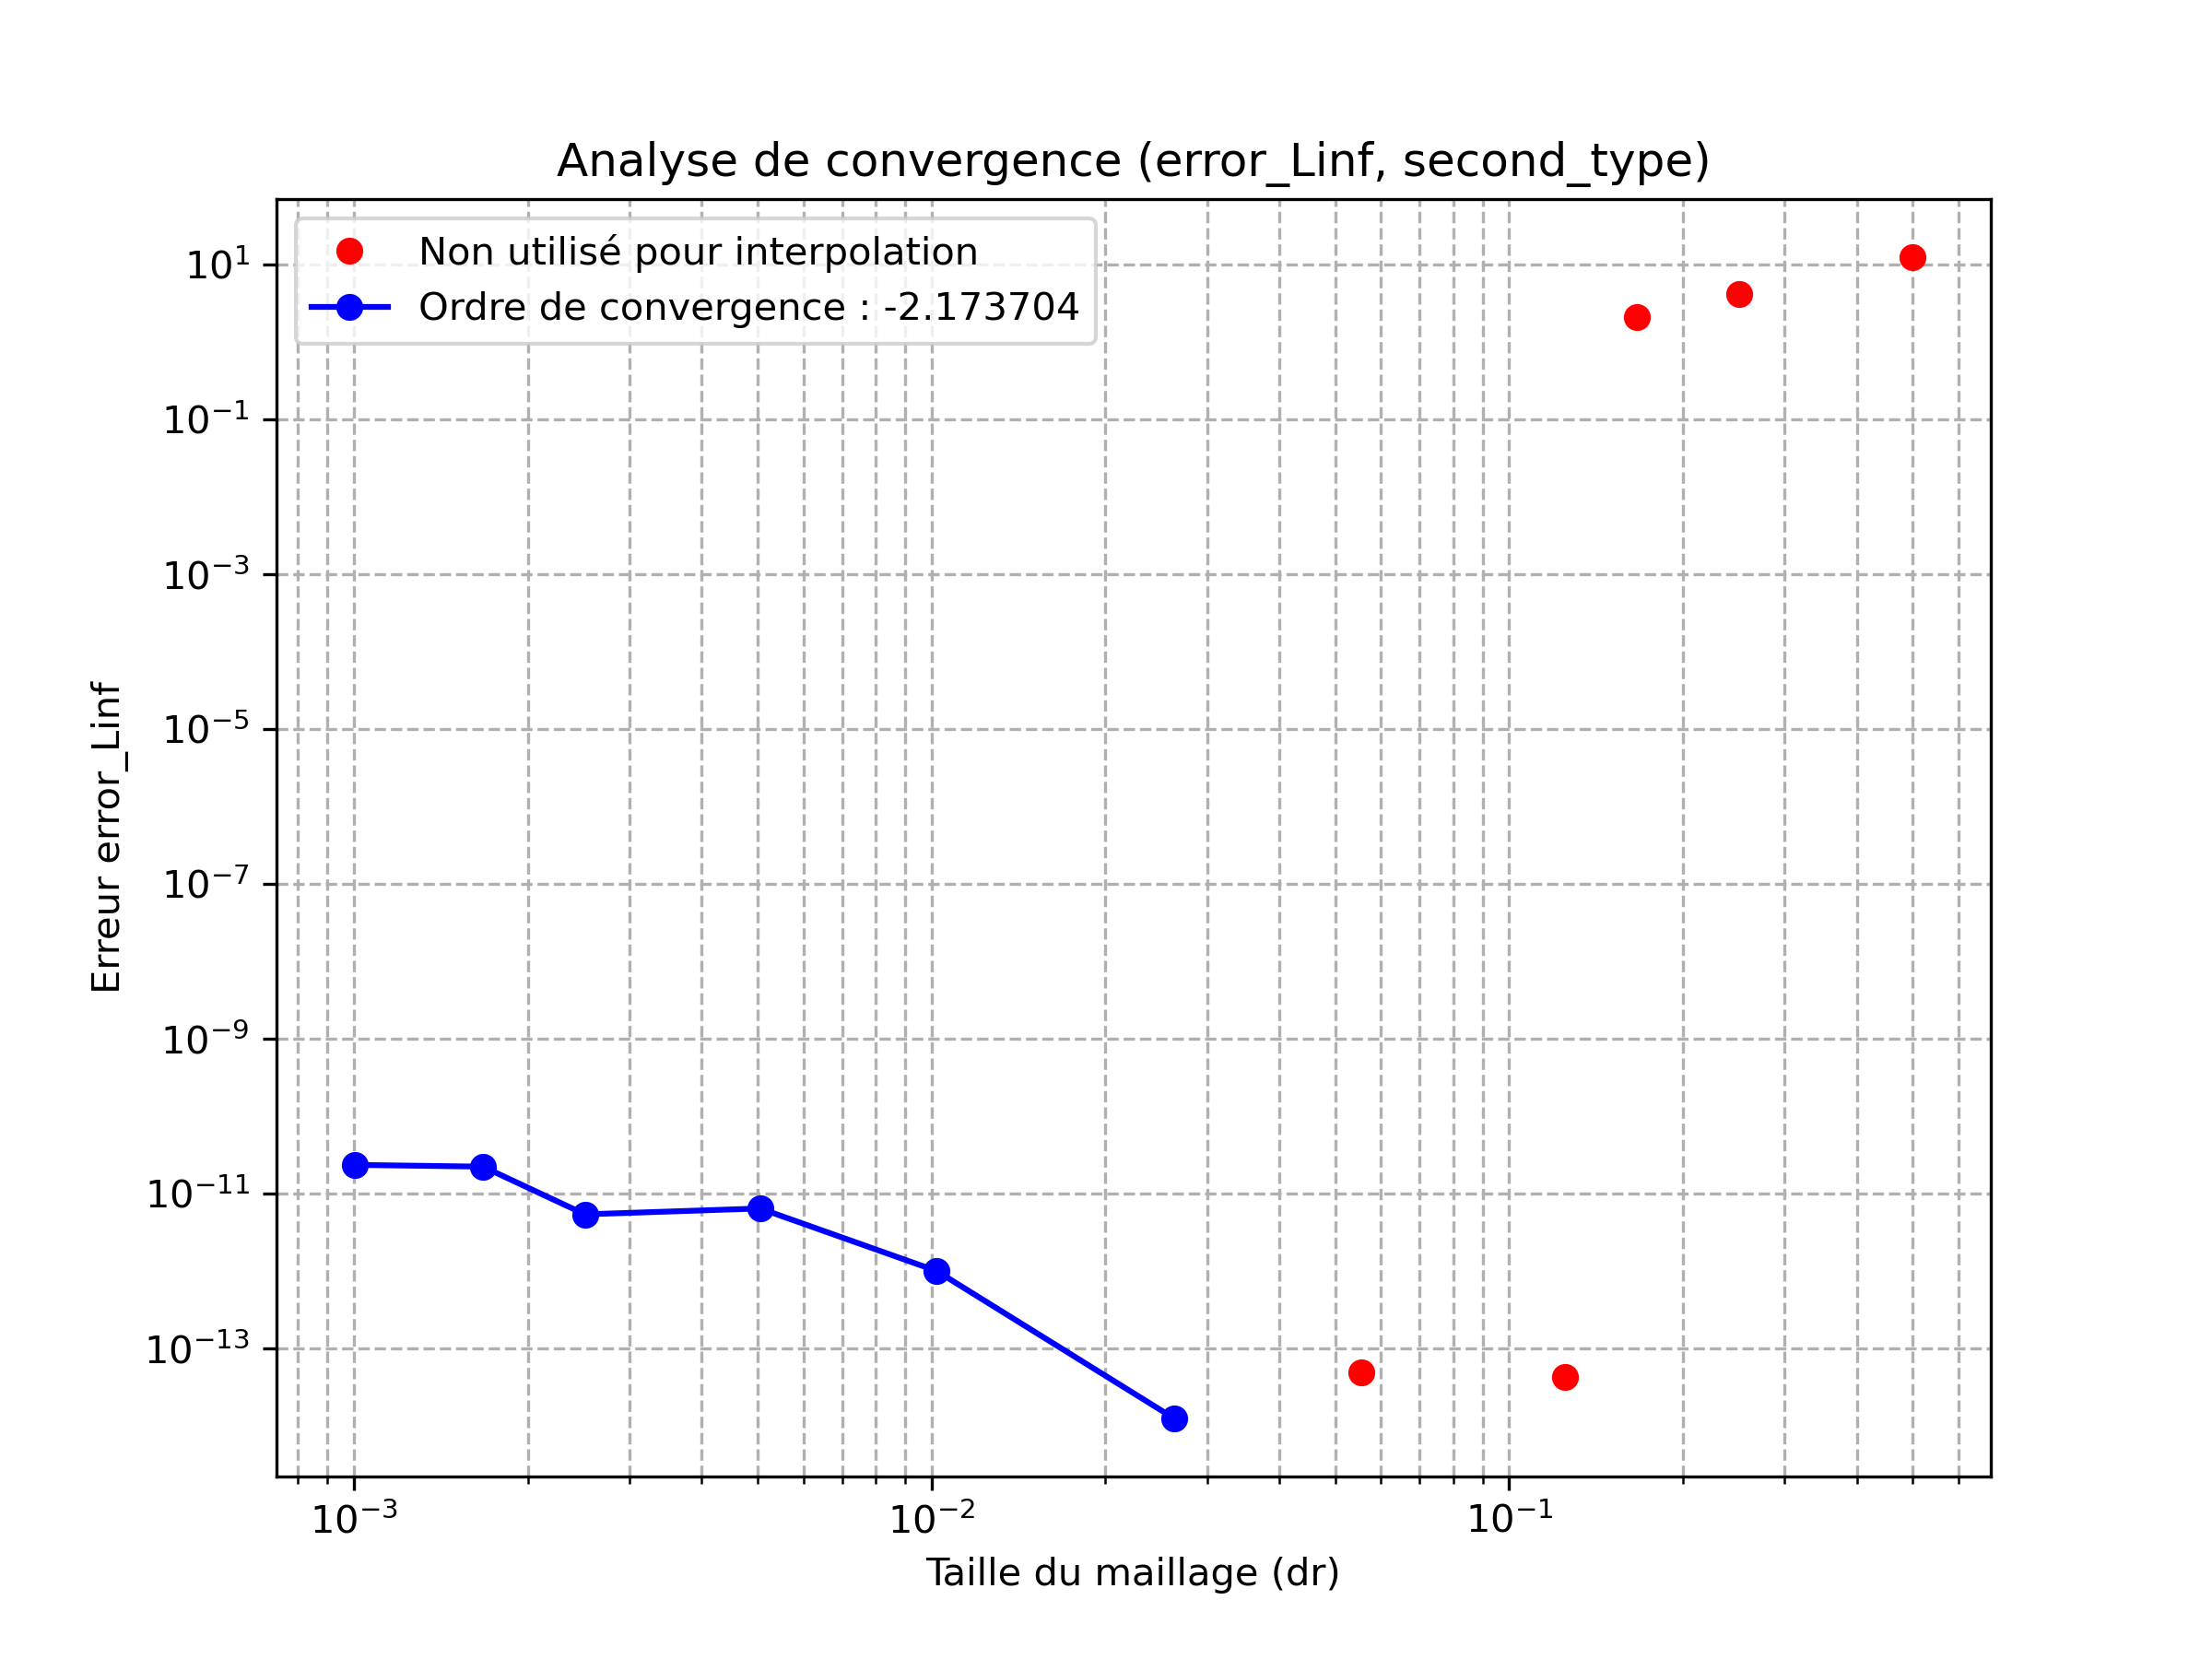 Analyse de convergence (error_Linf, second_type)
Non utilisé pour interpolation
Ordre de convergence : -2.173704
10¹
10⁻¹
10⁻³
10⁻⁵
10⁻⁷
10⁻⁹
10⁻¹¹
10⁻¹³
Erreur error_Linf
10⁻³ 10⁻² 10⁻¹
Taille du maillage (dr)